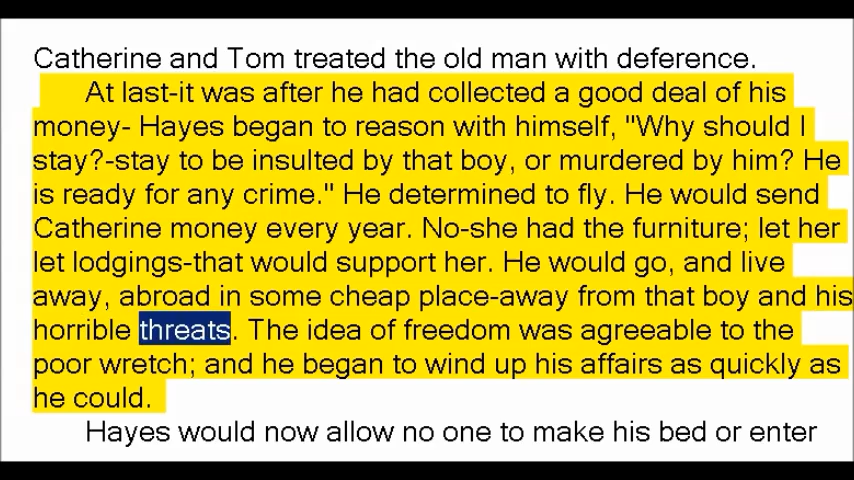 Catherine and Tom treated the old man with deference.
At last-it was after he had collected a good deal of his
money- Hayes began to reason with himself, "Why should I
stay?-stay to be insulted by that boy, or murdered by him? He
is ready for any crime." He determined to fly. He would send
Catherine money every year. No-she had the furniture; let her
let lodgings-that would support her. He would go, and live
away, abroad in some cheap place-away from that boy and his
horrible threats. The idea of freedom was agreeable to the
poor wretch; and he began to wind up his affairs as quickly as
he could.
Hayes would now allow no one to make his bed or enter